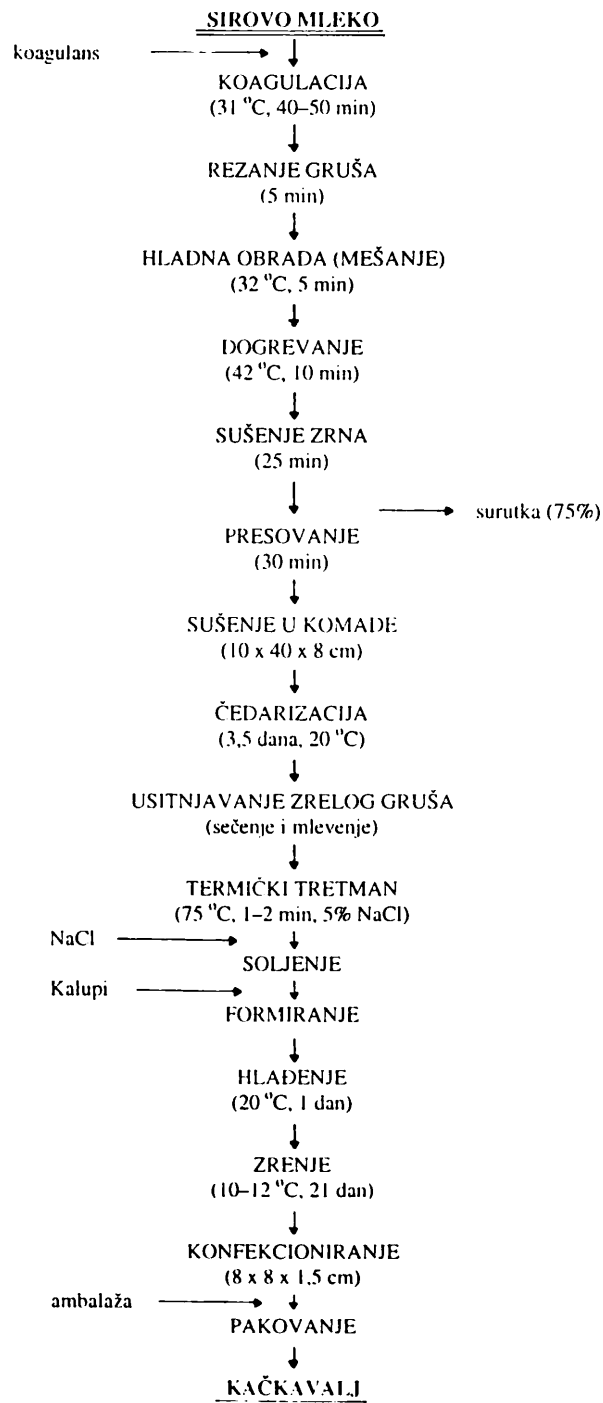 SIROVO MLEKO
koagulans
KOAGULACIJA
(31 °C, 40–50 min)
REZANJE GRUŠA
(5 min)
HLADNA OBRADA (MEŠANJE)
(32 °C, 5 min)
DOGREVANJE
(42 °C, 10 min)
SUŠENJE ZRNA
(25 min)
surutka (75%)
PRESOVANJE
(30 min)
SUŠENJE U KOMADE
(10 x 40 x 8 cm)
ČEDARIZACIJA
(3,5 dana, 20 °C)
USITNJAVANJE ZRELOG GRUŠA
(sečenje i mlevenje)
TERMIČKI TRETMAN
(75 °C, 1–2 min, 5% NaCl)
NaCl
SOLJENJE
Kalupi
FORMIRANJE
HLAĐENJE
(20 °C, 1 dan)
ZRENJE
(10–12 °C, 21 dan)
KONFEKCIONIRANJE
(8 x 8 x 1,5 cm)
ambalaža
PAKOVANJE
KAČKAVALJ